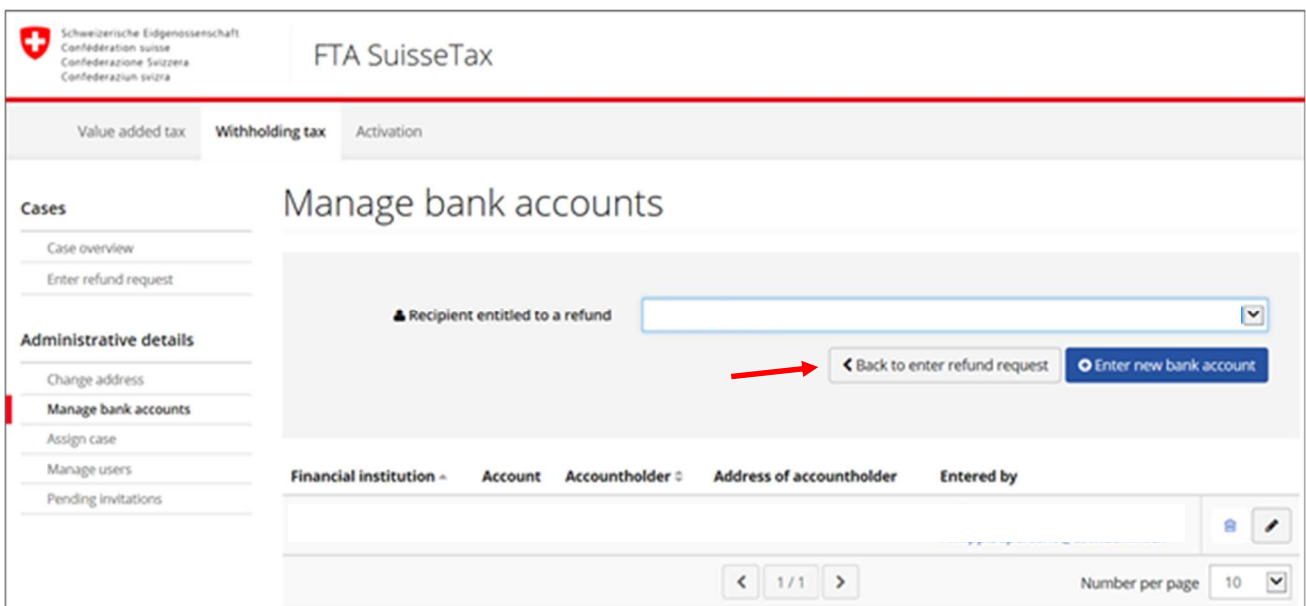 Schweizerische Eidgenossenschaft
Confédération suisse
Confederazione Svizzera
Confederaziun svizra
FTA SuisseTax
Value added tax Withholding tax Activation
Manage bank accounts
Cases
Case overview
Enter refund request
Recipient entitled to a refund
Administrative details
Back to enter refund request Enter new bank account
Change address
Manage bank accounts
Assign case
Manage users
Financial institution Account Accountholder Address of accountholder Entered by
Pending invitations
1 / 1
Number per page 10